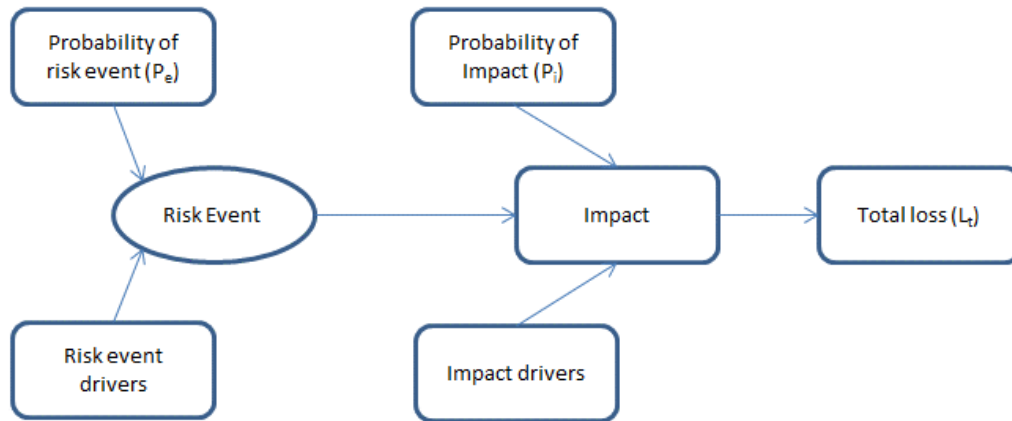 Probability of
risk event (Pe)
Probability of
Impact (Pi)
Risk Event
Impact
Total loss (Lt)
Risk event
drivers
Impact drivers